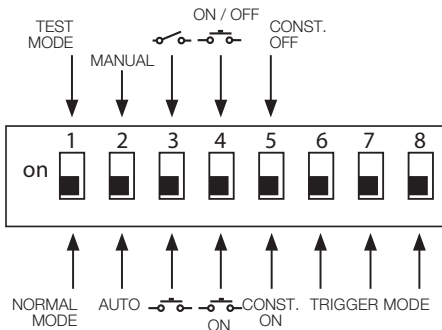 ON / OFF
TEST
MODE
CONST.
OFF
MANUAL
1 2 3 4 5 6 7 8
on
NORMAL
MODE
AUTO
ON
CONST.
ON
TRIGGER MODE